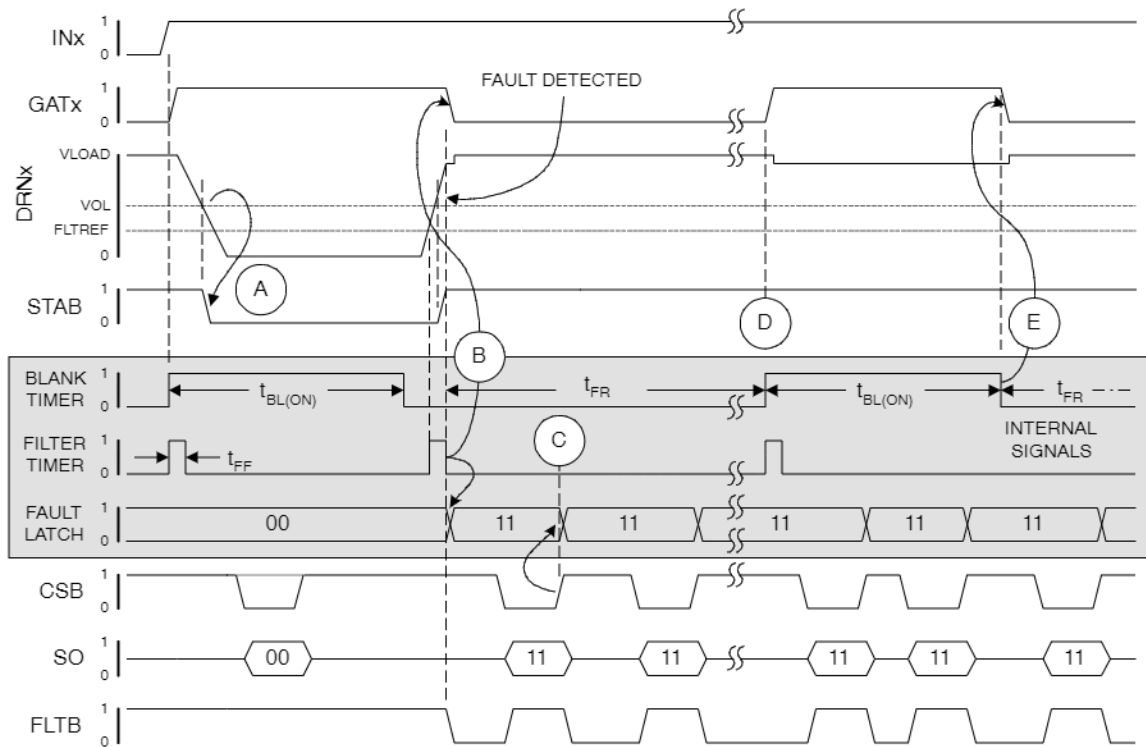 INx 1 0
GATx 1 0
FAULT DETECTED
DRNx VLOAD VOL FLTREF 0
A
STAB 1 0
D
E
B
BLANK TIMER 1 0 tBL(ON) tFR tBL(ON) tFR
INTERNAL SIGNALS
C
FILTER TIMER 1 0 tFF
FAULT LATCH 1 0 00 11 11 11 11 11
CSB 1 0
SO 1 0 00 11 11 11 11 11
FLTB 1 0